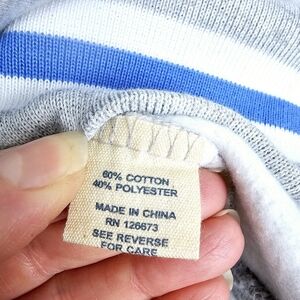 60% COTTON
40% POLYESTER
MADE IN CHINA
RN 126673
SEE REVERSE
FOR CARE